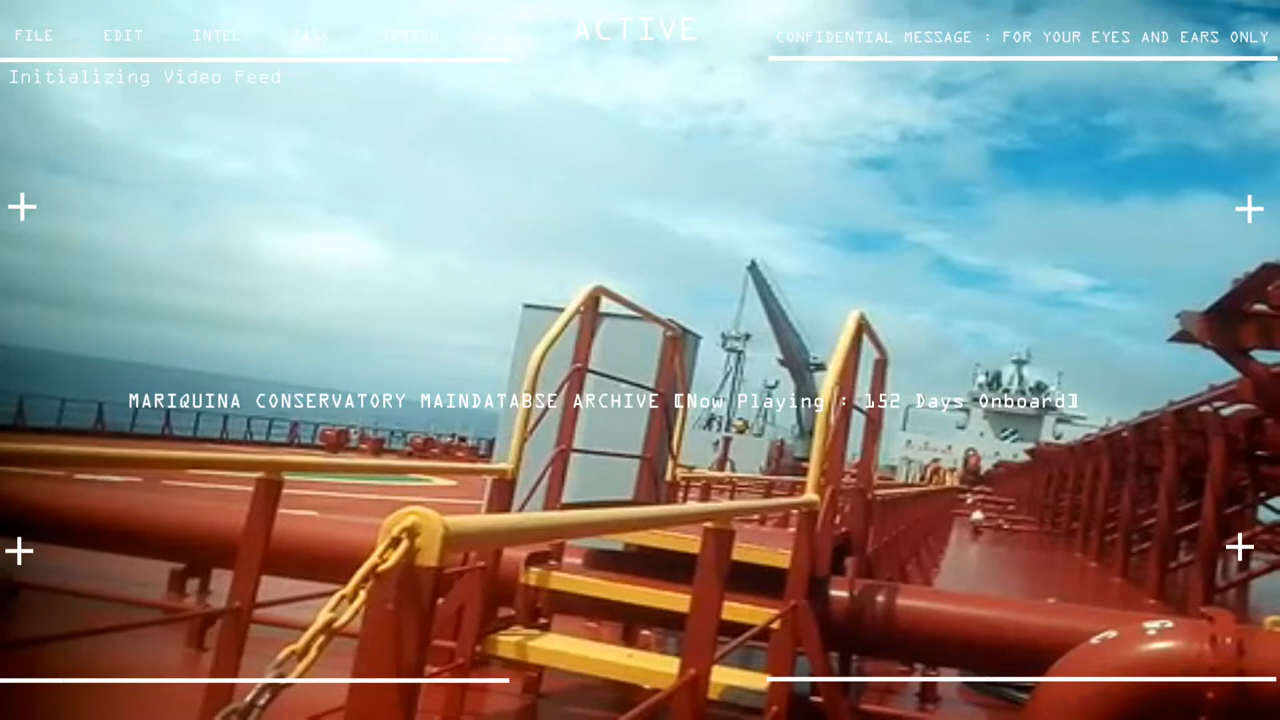 FILE EDIT INTEL TASK
ACTIVE
CONFIDENTIAL MESSAGE : FOR YOUR EYES AND EARS ONLY
Initializing Video Feed
MARIQUINA CONSERVATORY MAINDATABSE ARCHIVE [Now Playing : 152 Days Onboard]